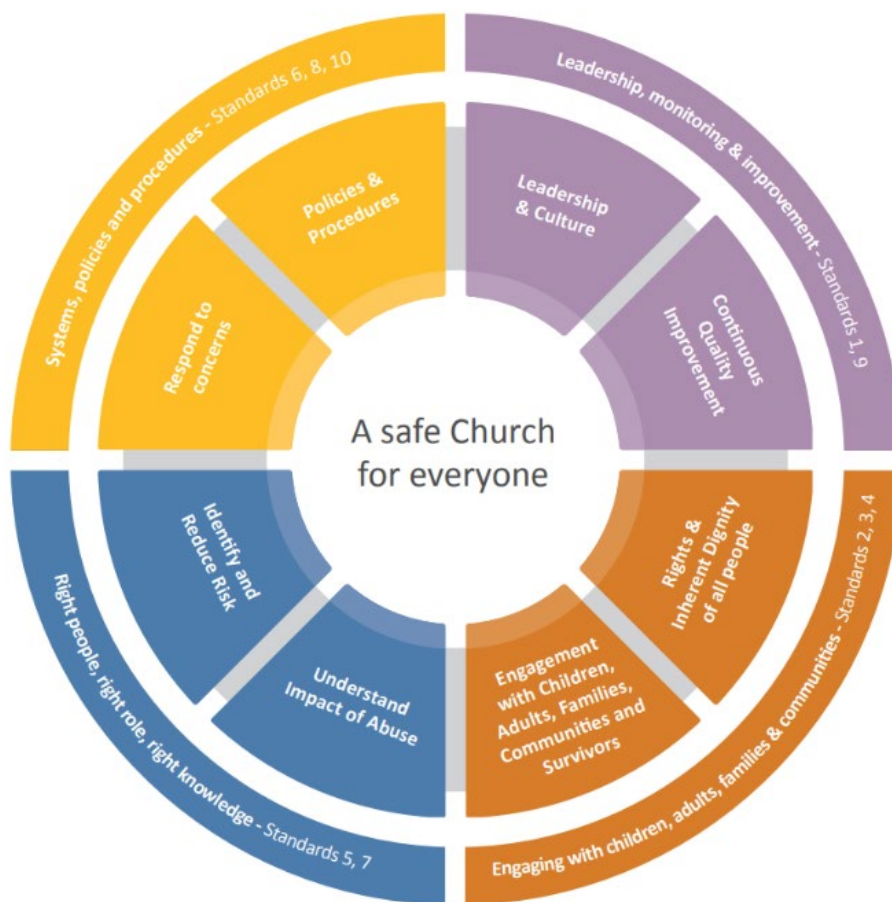 Systems, policies and procedures - Standards 6, 8, 10
Leadership, monitoring & improvement - Standards 1, 9
Policies &
Procedures
Leadership
& Culture
Respond to
concerns
Continuous
Quality
Improvement
A safe Church
for everyone
Identify and
Reduce Risk
Rights &
Inherent Dignity
of all people
Understand
Impact of Abuse
Engagement
with Children,
Adults, Families,
Communities and
Survivors
Right people, right role, right knowledge - Standards 5, 7
Engaging with children, adults, families & communities - Standards 2, 3, 4